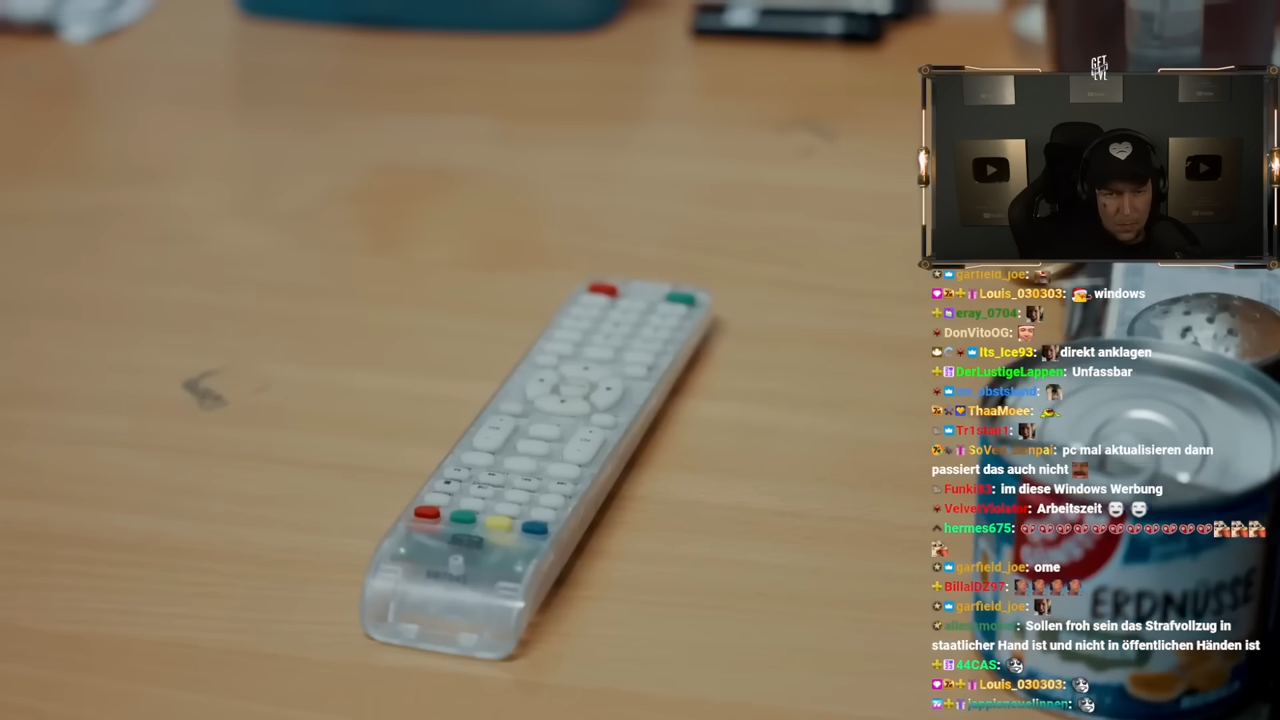 GET
EVL
garfield_joe:
Louis_030303: windows
eray_0704:
DonVitoOG:
Its_Ice93: direkt anklagen
DerLustigeLappen: Unfassbar
ThaaMoee:
Tr1stan1:
pc mal aktualisieren dann
passiert das auch nicht
im diese Windows Werbung
Arbeitszeit
hermes675:
garfield_joe: ome
BillalDZ97:
garfield_joe:
Sollen froh sein das Strafvollzug in
staatlicher Hand ist und nicht in öffentlichen Händen ist
44CAS:
Louis_030303:
ERDNÜSSE